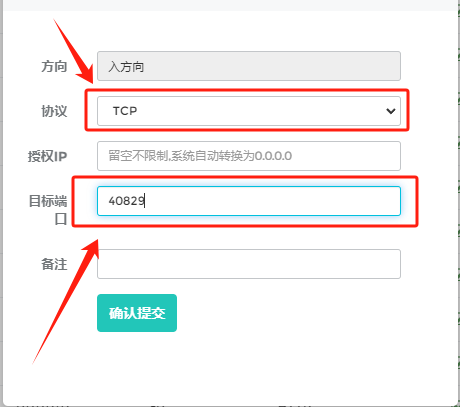 方向
入方向
协议
TCP
授权IP
留空不限制,系统自动转换为0.0.0.0
目标端
口
40829
备注
确认提交